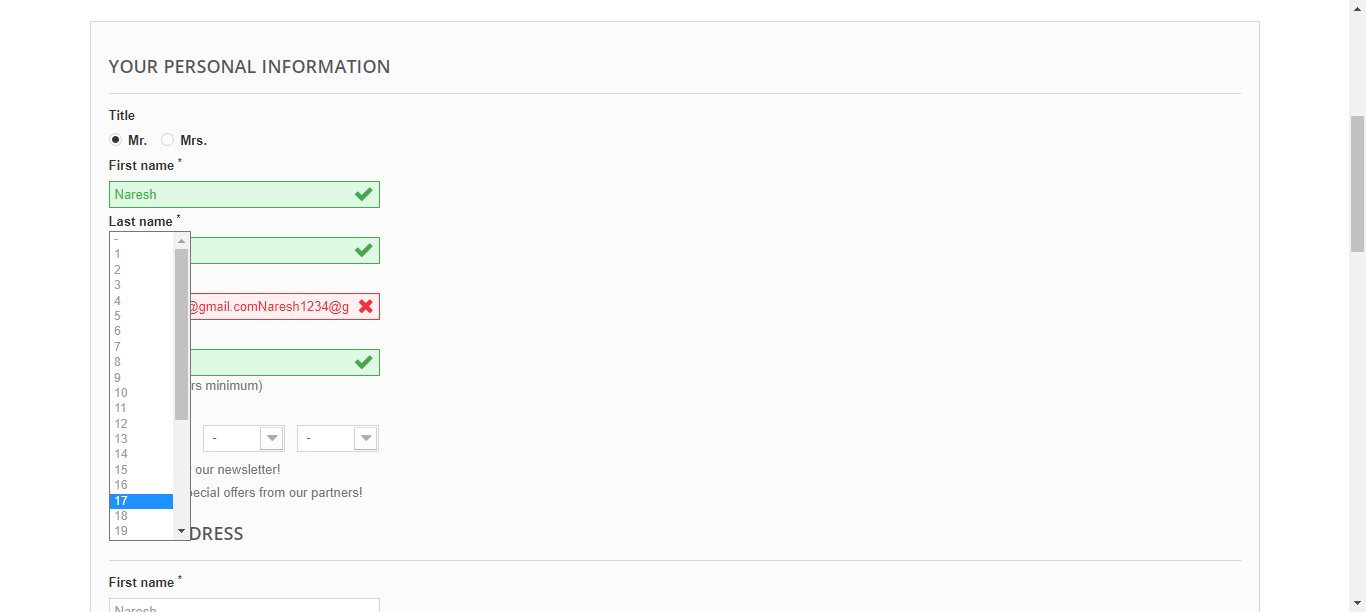 YOUR PERSONAL INFORMATION
Title
Mr. Mrs.
First name *
Naresh
Last name *
-
1
2
3
4
@gmail.comNaresh1234@g
5
6
7
8
9
rs minimum)
10
11
12
13
- -
14
15
our newsletter!
16
17
pecial offers from our partners!
18
19
DRESS
First name *
Naresh